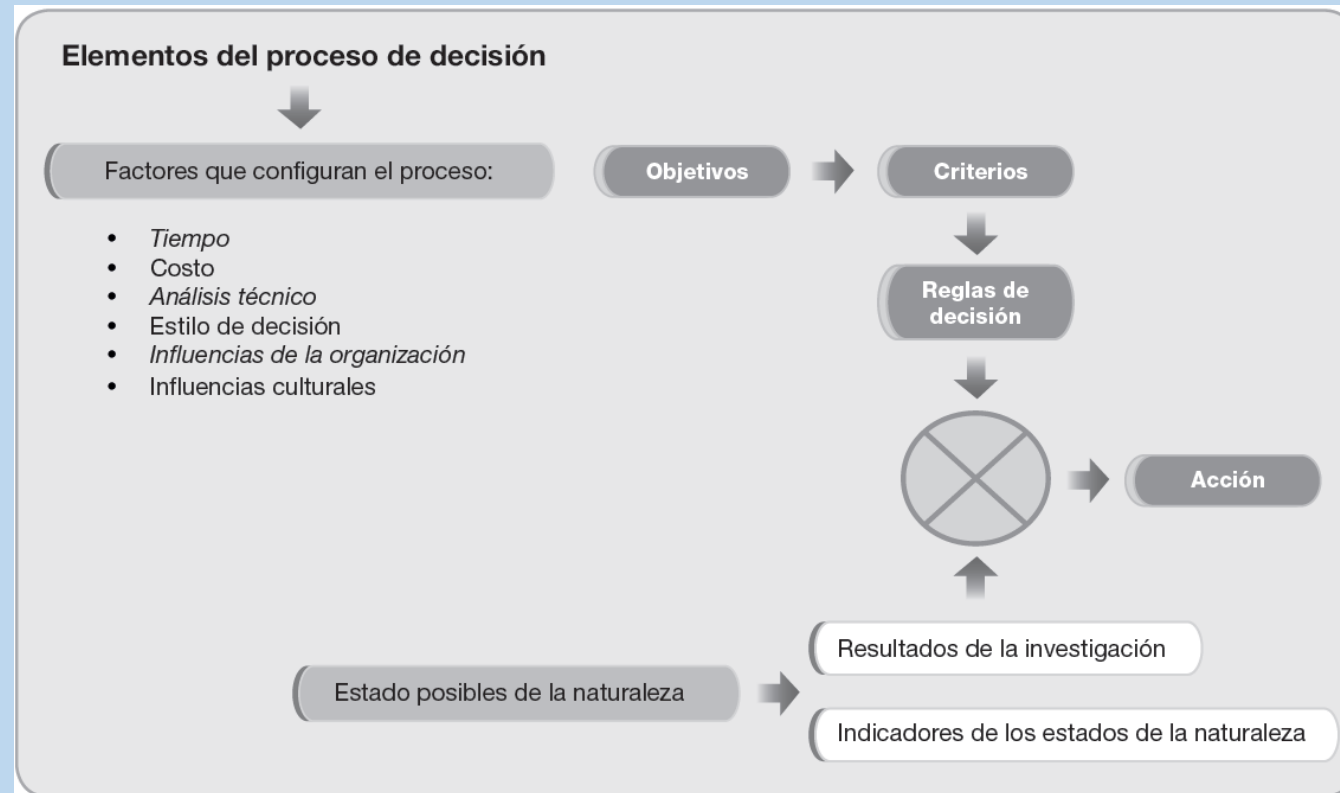 Elementos del proceso de decisión
Factores que configuran el proceso:
• Tiempo
• Costo
• Análisis técnico
• Estilo de decisión
• Influencias de la organización
• Influencias culturales
Objetivos
Criterios
Reglas de
decisión
Acción
Estado posibles de la naturaleza
Resultados de la investigación
Indicadores de los estados de la naturaleza